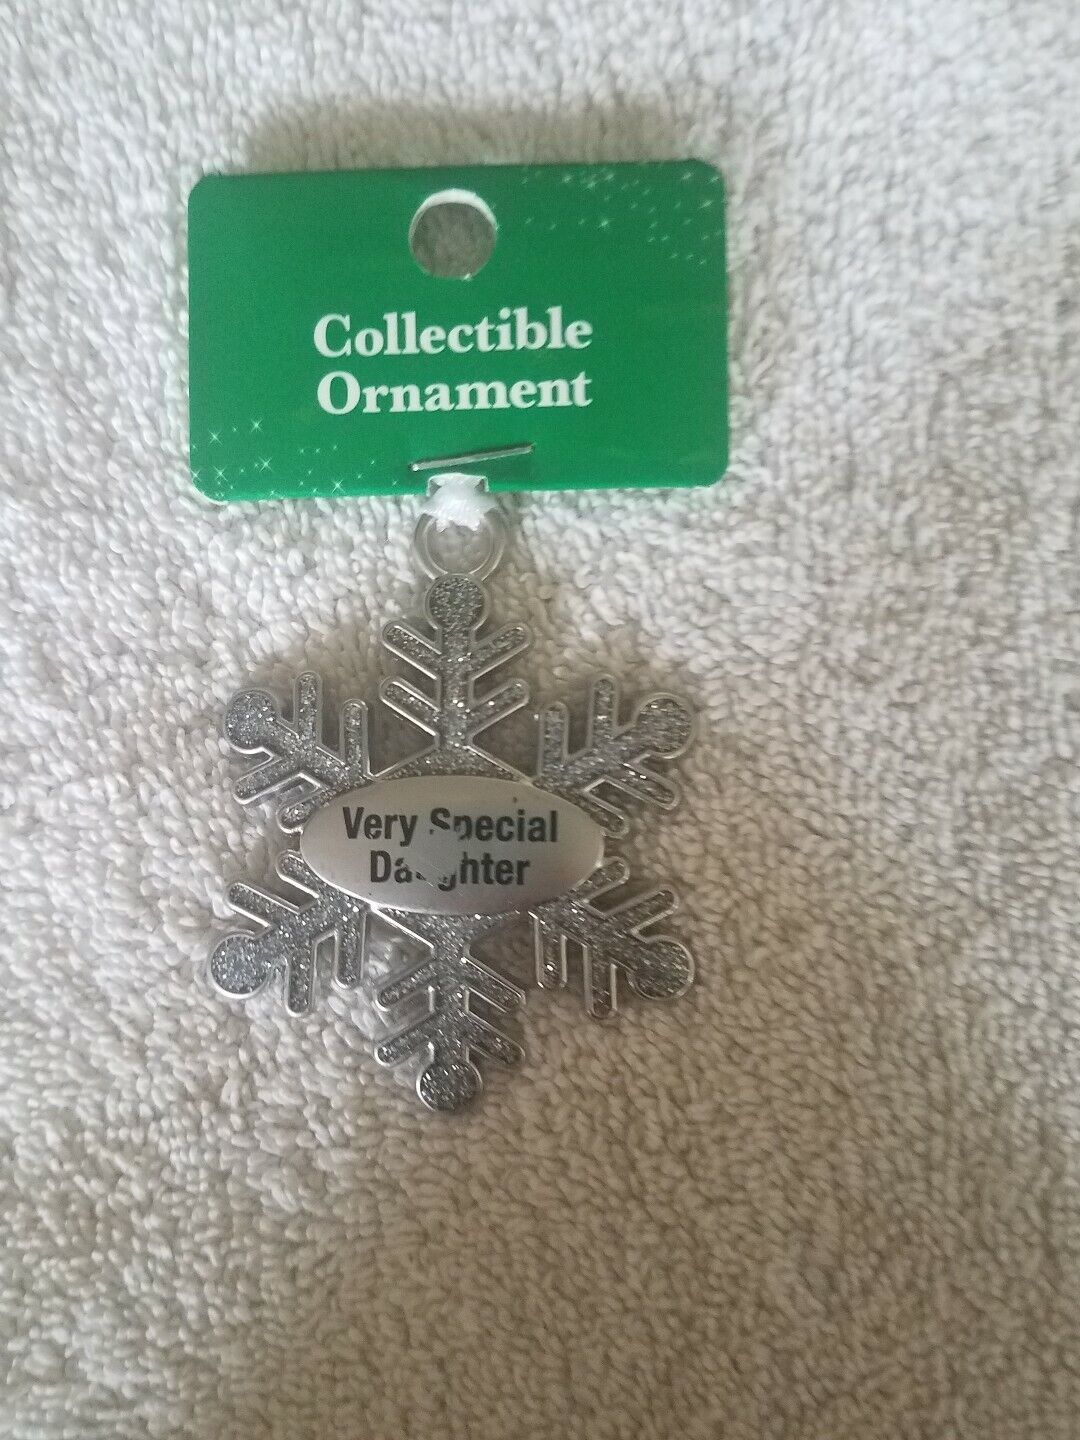 Collectible
Ornament
Very Special
Daughter